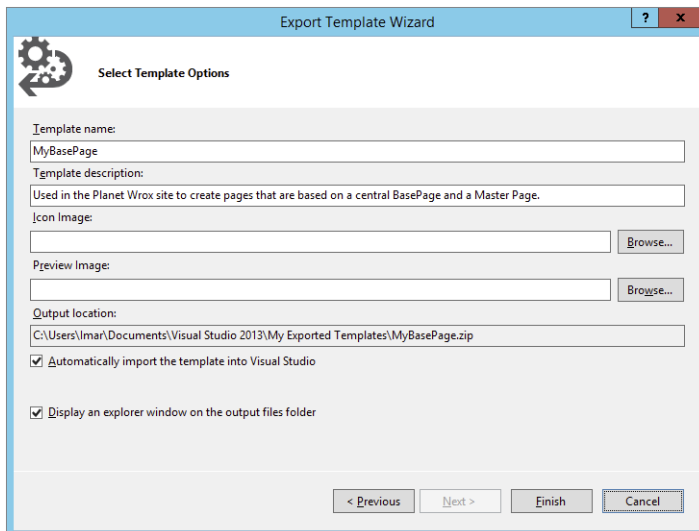 Export Template Wizard
? x
Select Template Options
Template name:
MyBasePage
Template description:
Used in the Planet Wrox site to create pages that are based on a central BasePage and a Master Page.
Icon Image:
Browse...
Preview Image:
Browse...
Output location:
C:\Users\Imar\Documents\Visual Studio 2013\My Exported Templates\MyBasePage.zip
Automatically import the template into Visual Studio
Display an explorer window on the output files folder
< Previous Next > Finish Cancel